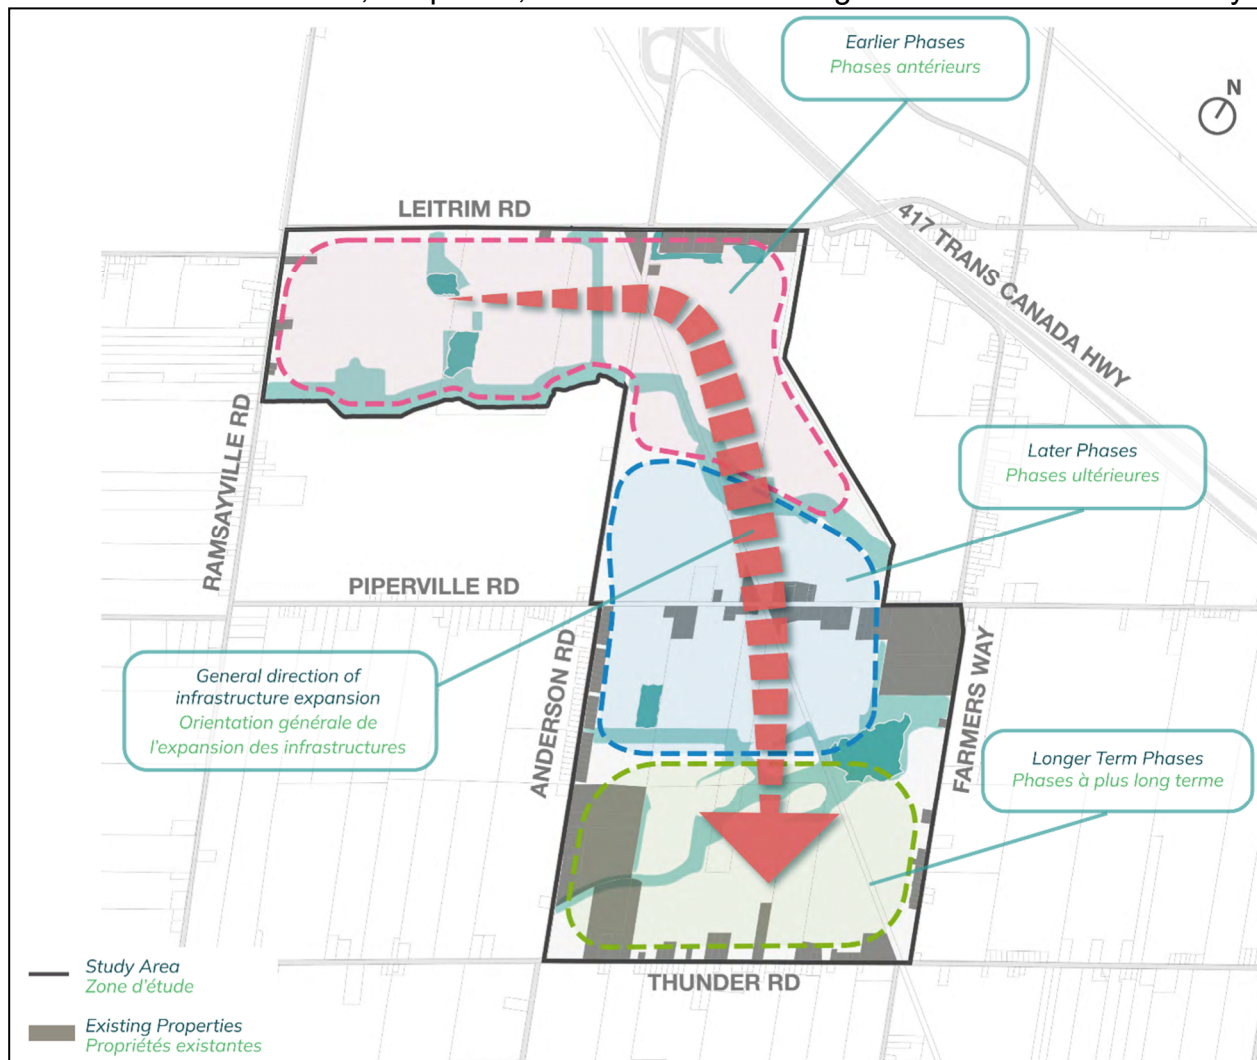 Earlier Phases
Phases antérieurs
N
LEITRIM RD
417 TRANS CANADA HWY
Later Phases
Phases ultérieures
RAMSAYVILLE RD
PIPERVILLE RD
General direction of
infrastructure expansion
Orientation générale de
l'expansion des infrastructures
ANDERSON RD
FARMERS WAY
Longer Term Phases
Phases à plus long terme
Study Area
Zone d'étude
THUNDER RD
Existing Properties
Propriétés existantes